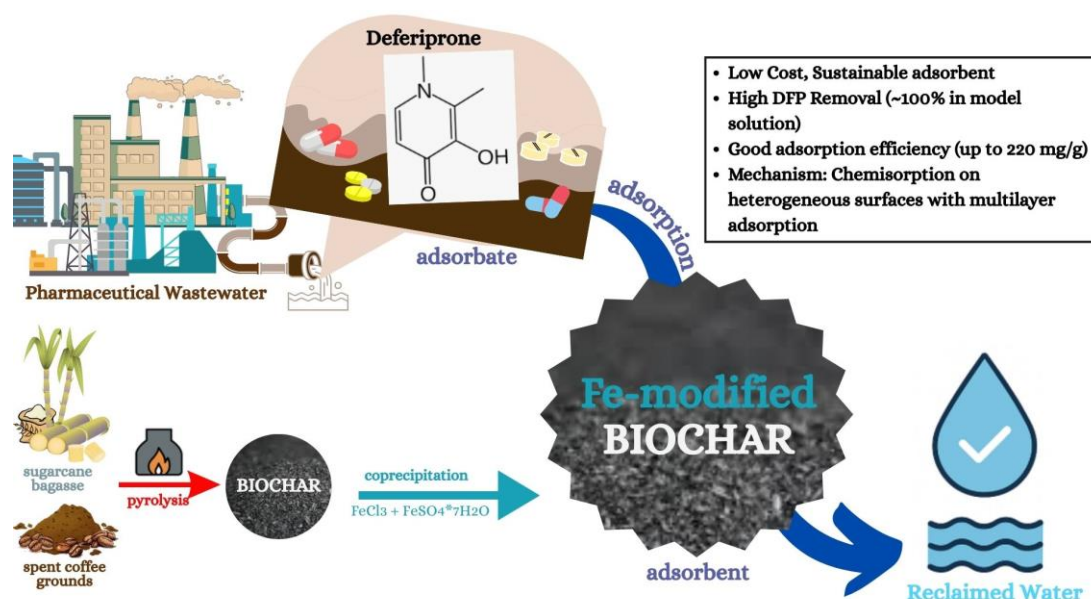 Deferiprone
N
OH
O
adsorbate
adsorption
• Low Cost, Sustainable adsorbent
• High DFP Removal (~100% in model
solution)
• Good adsorption efficiency (up to 220 mg/g)
• Mechanism: Chemisorption on
heterogeneous surfaces with multilayer
adsorption
Pharmaceutical Wastewater
sugarcane
bagasse
spent coffee
grounds
pyrolysis
BIOCHAR
coprecipitation
FeCl3 + FeSO4*7H2O
Fe-modified
BIOCHAR
adsorbent
Reclaimed Water